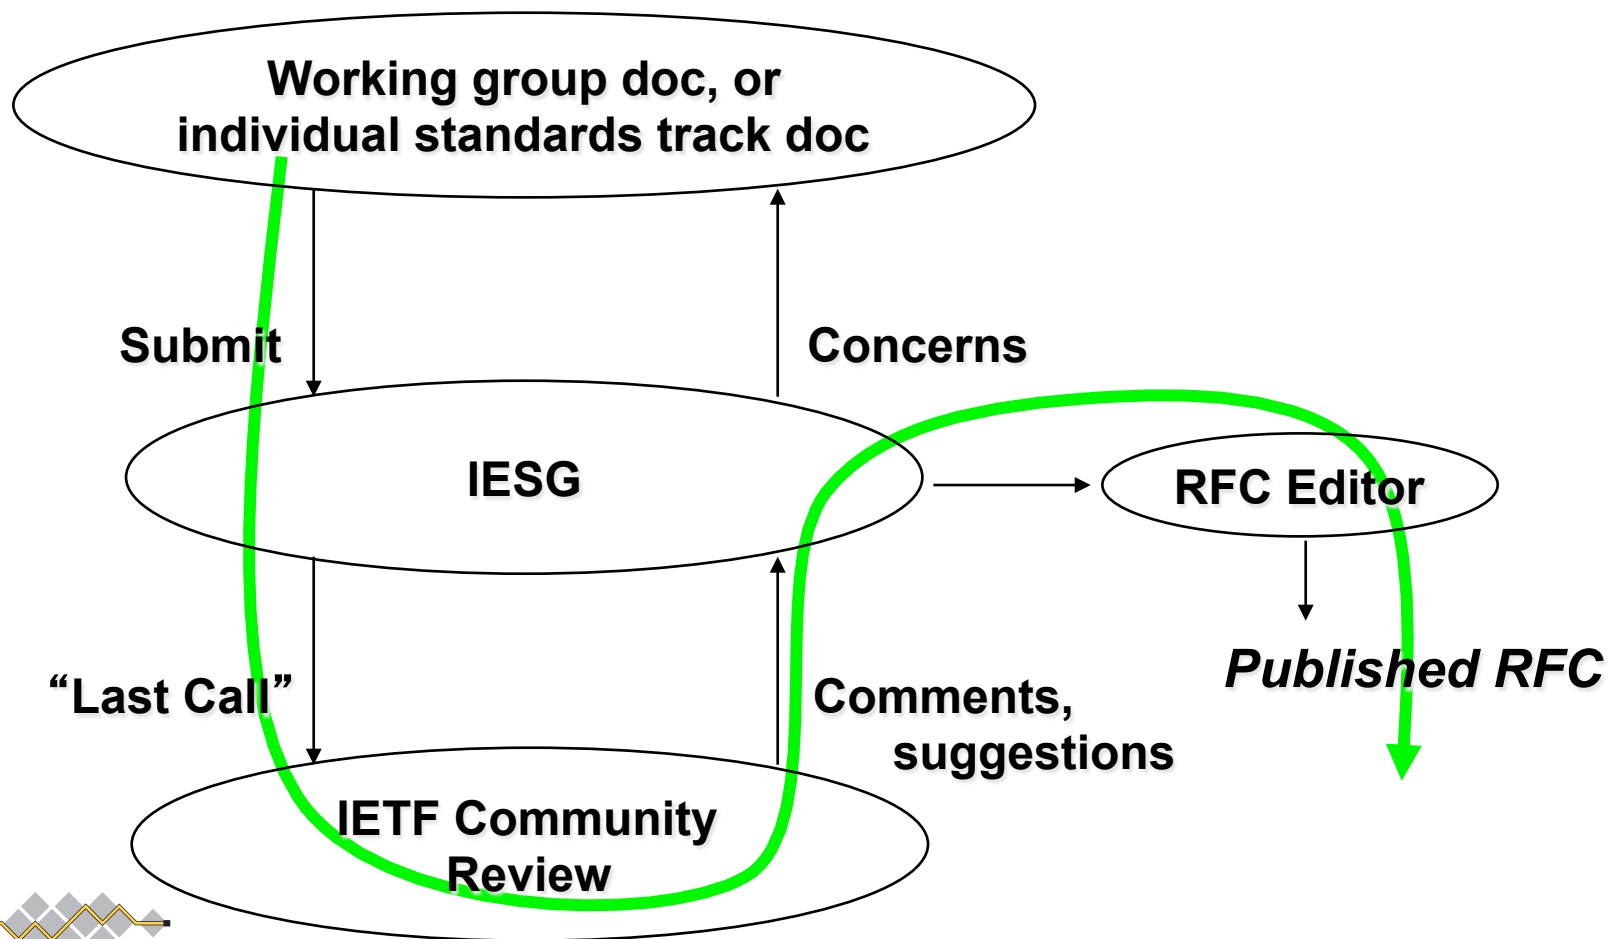 Working group doc, or
individual standards track doc
Submit
Concerns
IESG
RFC Editor
Published RFC
“Last Call”
Comments,
suggestions
IETF Community
Review